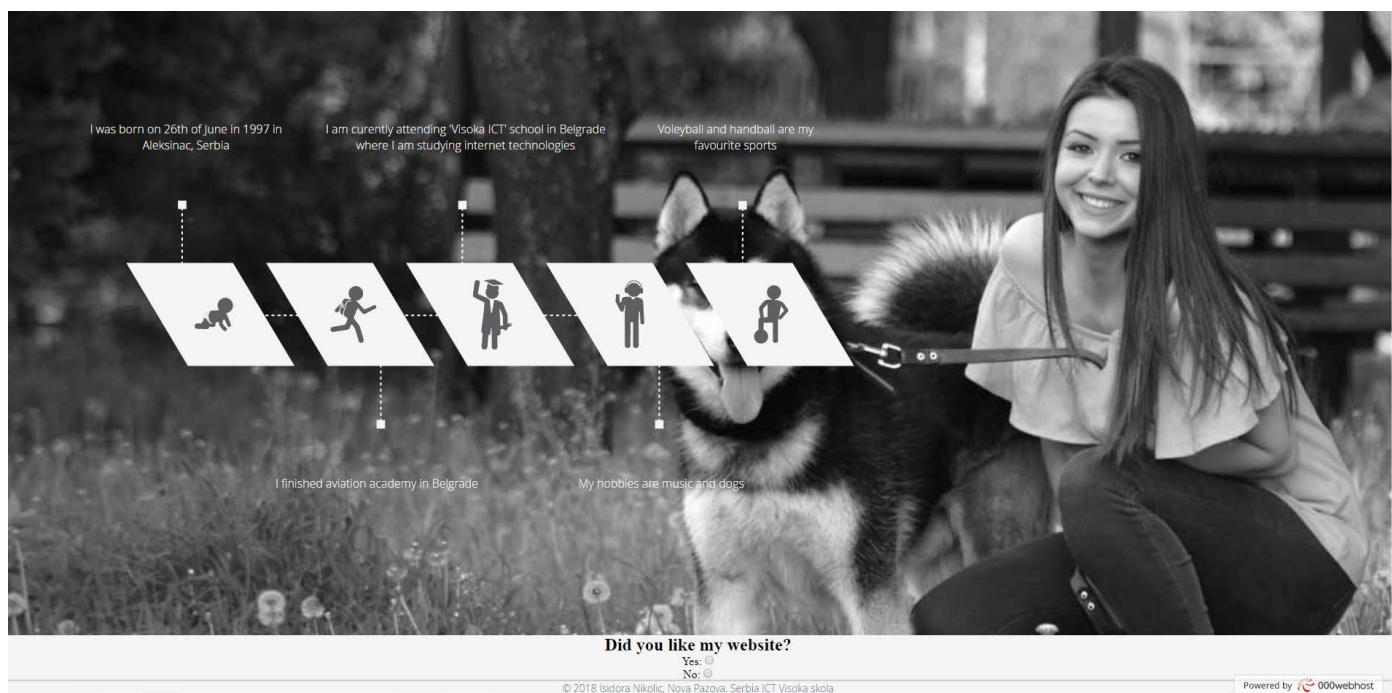 I was born on 26th of June in 1997 in
Aleksinac, Serbia
I am curently attending 'Visoka ICT' school in Belgrade
where I am studying internet technologies
Voleyball and handball are my
favourite sports
I finished aviation academy in Belgrade
My hobbies are music and dogs
Did you like my website?
Yes:
No:
© 2018 Isidora Nikolic, Nova Pazova, Serbia ICT Visoka skola
Powered by 000webhost